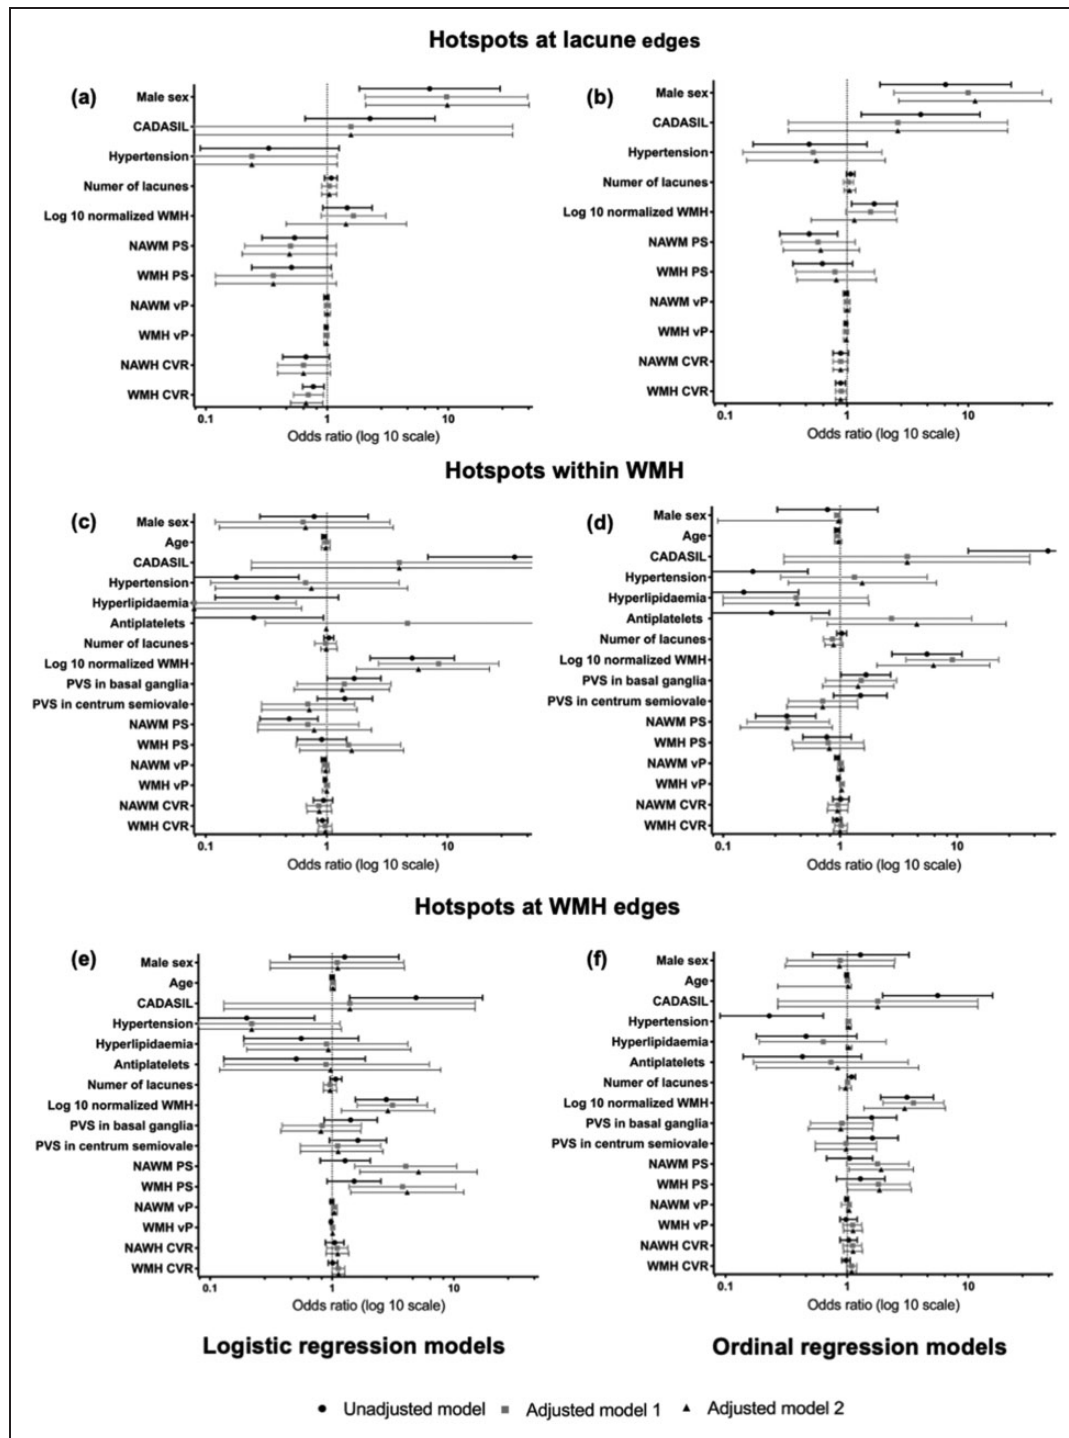 Hotspots at lacune edges
(a)
Male sex
CADASIL
Hypertension
Numer of lacunes
Log 10 normalized WMH
NAWM PS
WMH PS
NAWM vP
WMH vP
NAWH CVR
WMH CVR
0.1 1 10
Odds ratio (log 10 scale)
(b)
Male sex
CADASIL
Hypertension
Numer of lacunes
Log 10 normalized WMH
NAWM PS
WMH PS
NAWM vP
WMH vP
NAWM CVR
WMH CVR
0.1 1 10
Odds ratio (log 10 scale)
Hotspots within WMH
(c)
Male sex
Age
CADASIL
Hypertension
Hyperlipidaemia
Antiplatelets
Numer of lacunes
Log 10 normalized WMH
PVS in basal ganglia
PVS in centrum semiovale
NAWM PS
WMH PS
NAWM vP
WMH vP
NAWM CVR
WMH CVR
0.1 1 10
Odds ratio (log 10 scale)
(d)
Male sex
Age
CADASIL
Hypertension
Hyperlipidaemia
Antiplatelets
Numer of lacunes
Log 10 normalized WMH
PVS in basal ganglia
PVS in centrum semiovale
NAWM PS
WMH PS
NAWM vP
WMH vP
NAWM CVR
WMH CVR
0.1 1 10
Odds ratio (log 10 scale)
Hotspots at WMH edges
(e)
Male sex
Age
CADASIL
Hypertension
Hyperlipidaemia
Antiplatelets
Numer of lacunes
Log 10 normalized WMH
PVS in basal ganglia
PVS in centrum semiovale
NAWM PS
WMH PS
NAWM vP
WMH vP
NAWH CVR
WMH CVR
0.1 1 10
Odds ratio (log 10 scale)
(f)
Male sex
Age
CADASIL
Hypertension
Hyperlipidaemia
Antiplatelets
Numer of lacunes
Log 10 normalized WMH
PVS in basal ganglia
PVS in centrum semiovale
NAWM PS
WMH PS
NAWM vP
WMH vP
NAWH CVR
WMH CVR
0.1 1 10
Odds ratio (log 10 scale)
Logistic regression models
Ordinal regression models
Unadjusted model Adjusted model 1 Adjusted model 2